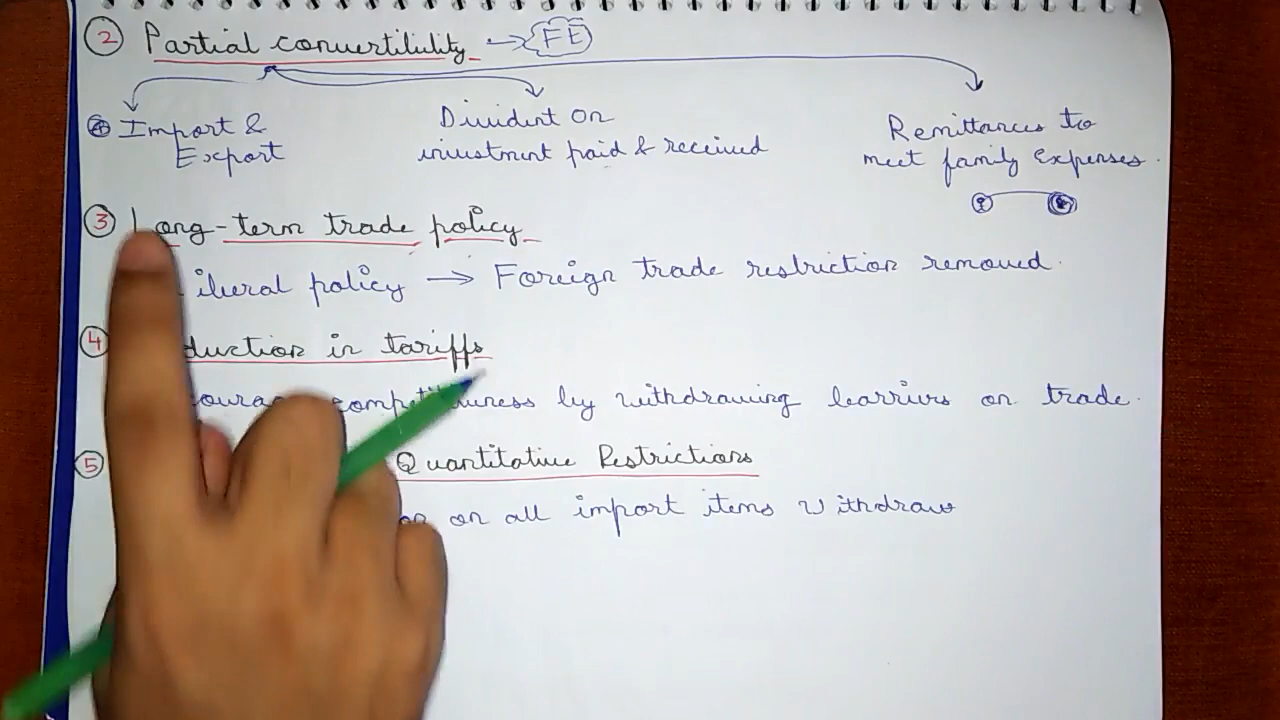 ② Partial convertibility → FE
Import &
Export
Divident on
investment paid & received
Remittances to
meet family expenses.
③ Long-term trade policy
iberal policy → Foreign trade restriction removed.
④ duction in tariffs
competitiveness by withdrawing barriers on trade.
⑤ Quantitative Restrictions
on all import items withdraw